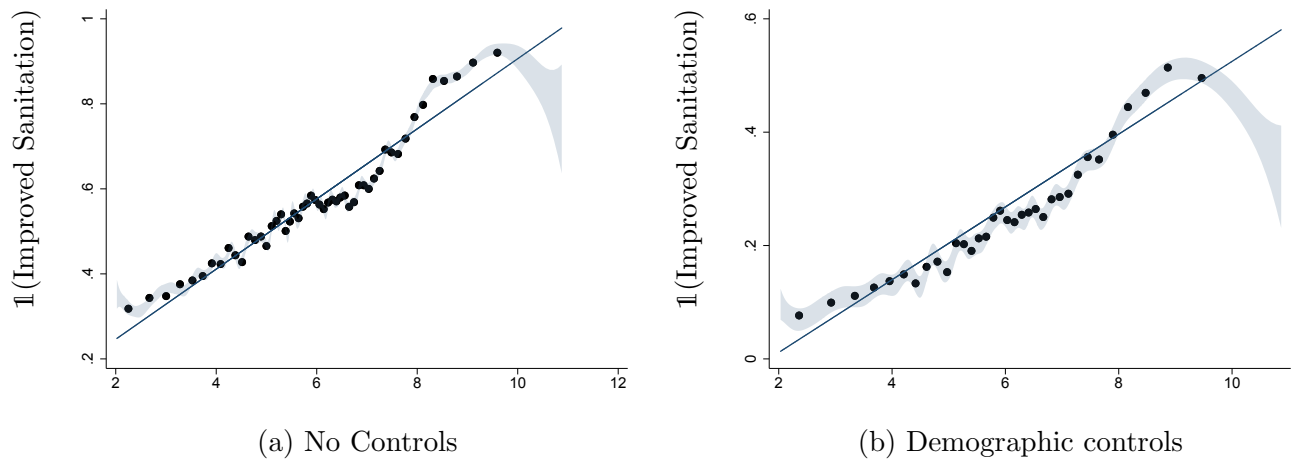 𝟙(Improved Sanitation)
1
.8
.6
.4
.2
2 4 6 8 10 12
(a) No Controls
𝟙(Improved Sanitation)
.6
.4
.2
0
2 4 6 8 10
(b) Demographic controls